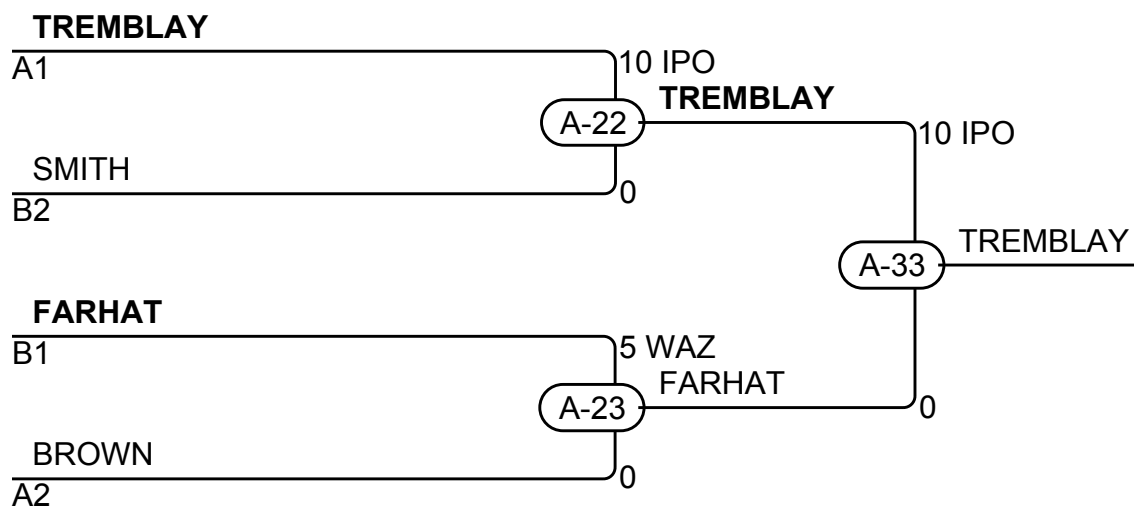 TREMBLAY
A1
10 IPO
A-22
TREMBLAY
SMITH
B2
0
10 IPO
A-33
TREMBLAY
FARHAT
B1
5 WAZ
A-23
FARHAT
0
BROWN
A2
0